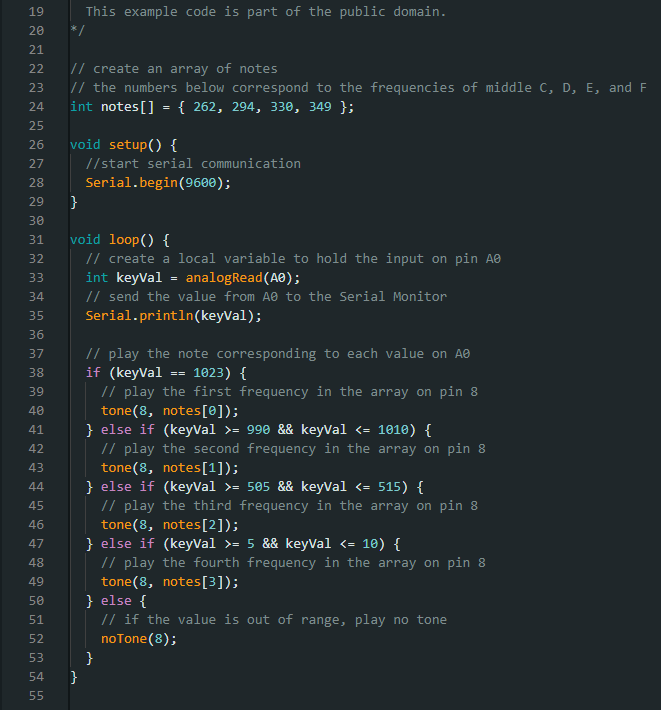 19 This example code is part of the public domain.
20 */
21
22 // create an array of notes
23 // the numbers below correspond to the frequencies of middle C, D, E, and F
24 int notes[] = { 262, 294, 330, 349 };
25
26 void setup() {
27   //start serial communication
28   Serial.begin(9600);
29 }
30
31 void loop() {
32   // create a local variable to hold the input on pin A0
33   int keyVal = analogRead(A0);
34   // send the value from A0 to the Serial Monitor
35   Serial.println(keyVal);
36
37   // play the note corresponding to each value on A0
38   if (keyVal == 1023) {
39     // play the first frequency in the array on pin 8
40     tone(8, notes[0]);
41   } else if (keyVal >= 990 && keyVal <= 1010) {
42     // play the second frequency in the array on pin 8
43     tone(8, notes[1]);
44   } else if (keyVal >= 505 && keyVal <= 515) {
45     // play the third frequency in the array on pin 8
46     tone(8, notes[2]);
47   } else if (keyVal >= 5 && keyVal <= 10) {
48     // play the fourth frequency in the array on pin 8
49     tone(8, notes[3]);
50   } else {
51     // if the value is out of range, play no tone
52     noTone(8);
53   }
54 }
55